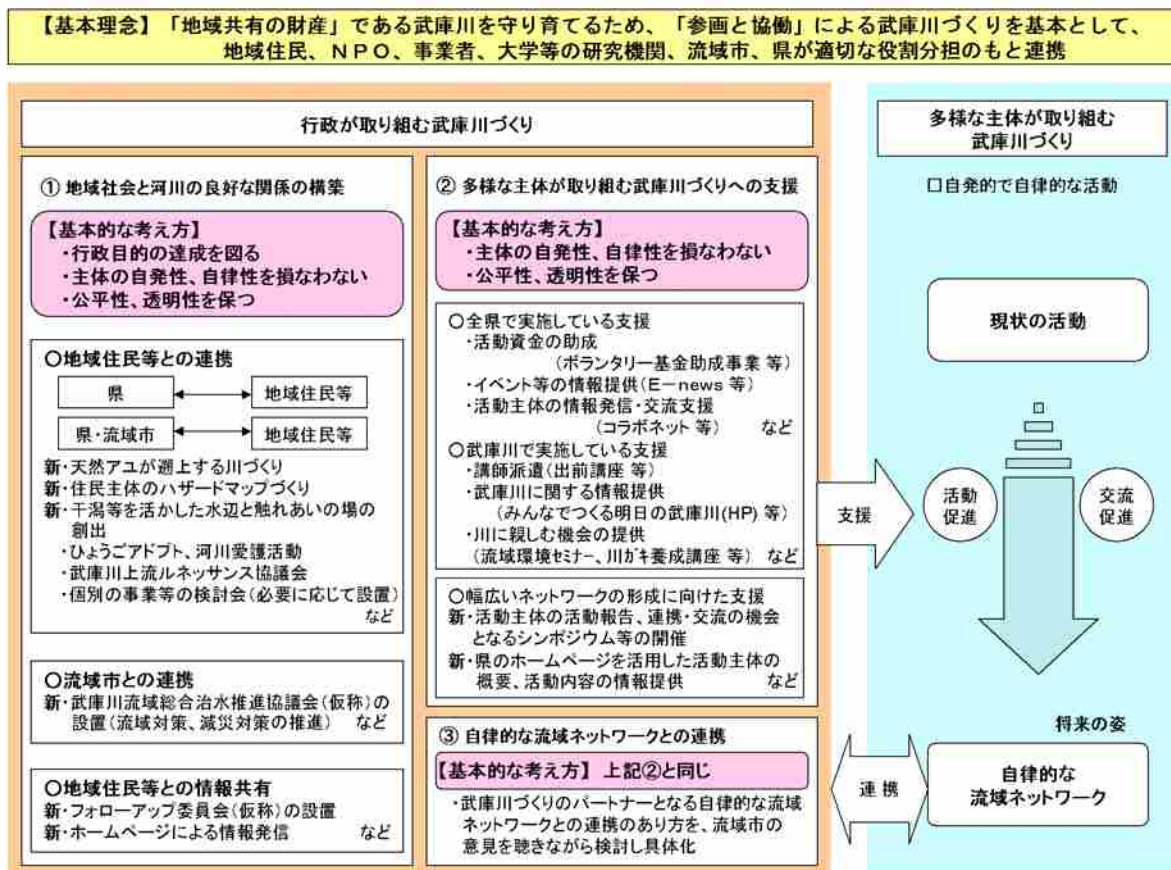 【基本理念】「地域共有の財産」である武庫川を守り育てるため、「参画と協働」による武庫川づくりを基本として、
地域住民、ＮＰＯ、事業者、大学等の研究機関、流域市、県が適切な役割分担のもと連携
行政が取り組む武庫川づくり
① 地域社会と河川の良好な関係の構築
【基本的な考え方】
・行政目的の達成を図る
・主体の自発性、自律性を損なわない
・公平性、透明性を保つ
○地域住民等との連携
県
地域住民等
県・流域市
地域住民等
新・天然アユが遡上する川づくり
新・住民主体のハザードマップづくり
新・干潟等を活かした水辺と触れあいの場の
創出
・ひょうごアドプト、河川愛護活動
・武庫川上流ルネッサンス協議会
・個別の事業等の検討会（必要に応じて設置）
など
○流域市との連携
新・武庫川流域総合治水推進協議会（仮称）の
設置（流域対策、減災対策の推進） など
○地域住民等との情報共有
新・フォローアップ委員会（仮称）の設置
新・ホームページによる情報発信 など
② 多様な主体が取り組む武庫川づくりへの支援
【基本的な考え方】
・主体の自発性、自律性を損なわない
・公平性、透明性を保つ
○全県で実施している支援
・活動資金の助成
（ボランタリー基金助成事業 等）
・イベント等の情報提供（Ｅ－news 等）
・活動主体の情報発信・交流支援
（コラボネット 等） など
○武庫川で実施している支援
・講師派遣（出前講座 等）
・武庫川に関する情報提供
（みんなでつくる明日の武庫川(HP) 等）
・川に親しむ機会の提供
（流域環境セミナー、川ガキ養成講座 等） など
○幅広いネットワークの形成に向けた支援
新・活動主体の活動報告、連携・交流の機会
となるシンポジウム等の開催
新・県のホームページを活用した活動主体の
概要、活動内容の情報提供 など
③ 自律的な流域ネットワークとの連携
【基本的な考え方】 上記②と同じ
・武庫川づくりのパートナーとなる自律的な流域
ネットワークとの連携のあり方を、流域市の
意見を聴きながら検討し具体化
支援
連 携
多様な主体が取り組む
武庫川づくり
□自発的で自律的な活動
現状の活動
活動
促進
交流
促進
将来の姿
自律的な
流域ネットワーク